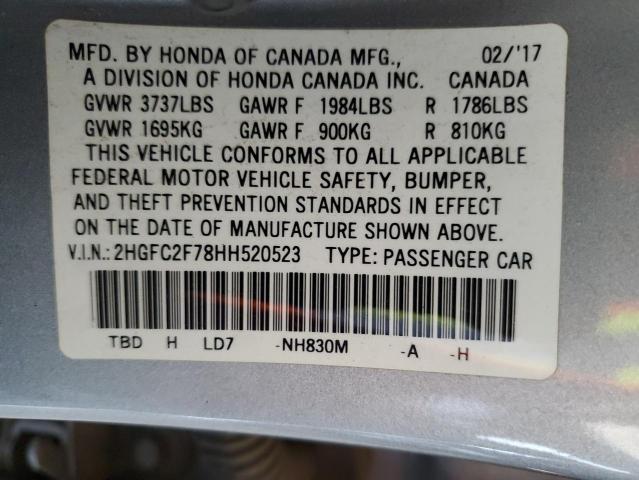 MFD. BY HONDA OF CANADA MFG., 02/'17
A DIVISION OF HONDA CANADA INC. CANADA
GVWR 3737LBS GAWR F 1984LBS R 1786LBS
GVWR 1695KG GAWR F 900KG R 810KG
THIS VEHICLE CONFORMS TO ALL APPLICABLE
FEDERAL MOTOR VEHICLE SAFETY, BUMPER,
AND THEFT PREVENTION STANDARDS IN EFFECT
ON THE DATE OF MANUFACTURE SHOWN ABOVE.
V.I.N.: 2HGFC2F78HH520523 TYPE: PASSENGER CAR
TBD H LD7 -NH830M -A -H